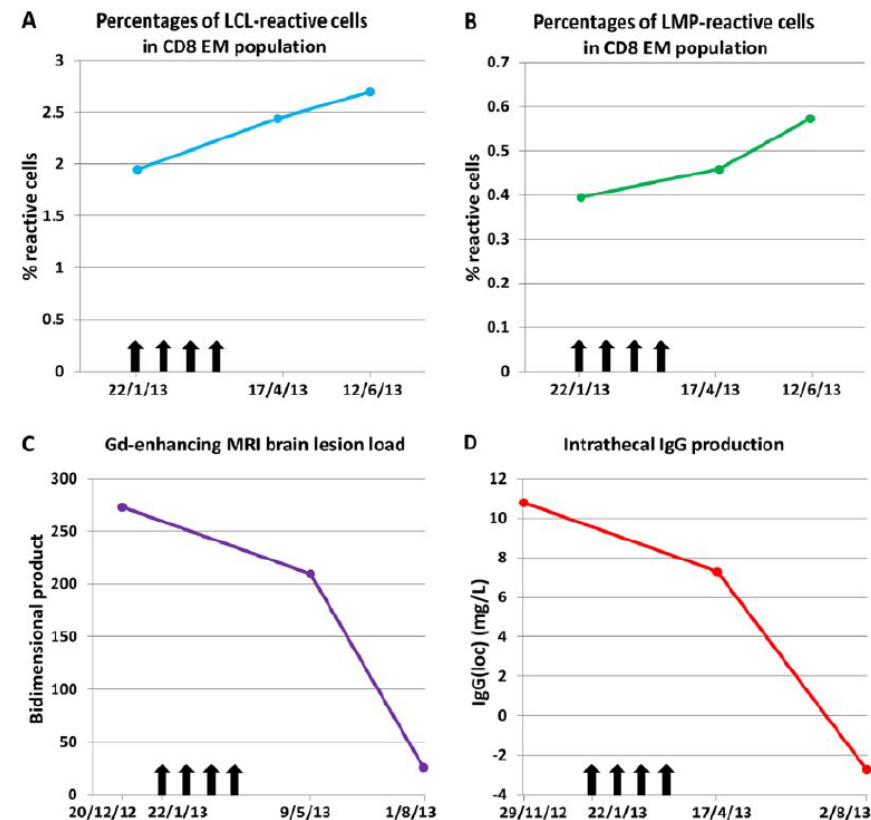 A
Percentages of LCL-reactive cells
in CD8 EM population
% reactive cells
3
2.5
2
1.5
1
0.5
0
22/1/13 17/4/13 12/6/13
B
Percentages of LMP-reactive cells
in CD8 EM population
% reactive cells
0.7
0.6
0.5
0.4
0.3
0.2
0.1
0
22/1/13 17/4/13 12/6/13
C
Gd-enhancing MRI brain lesion load
Bidimensional product
300
250
200
150
100
50
0
20/12/12 22/1/13 9/5/13 1/8/13
D
Intrathecal IgG production
IgG(loc) (mg/L)
12
10
8
6
4
2
0
-2
-4
29/11/12 22/1/13 17/4/13 2/8/13